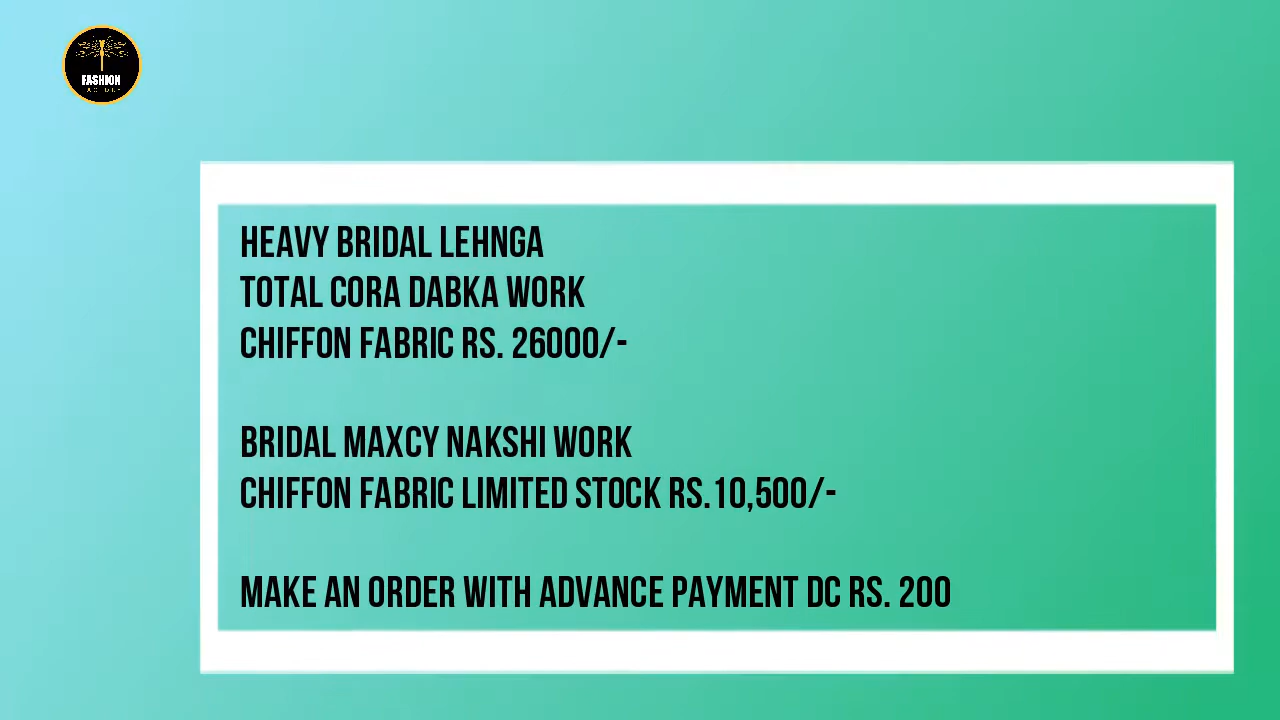 FASHION
HEAVY BRIDAL LEHNGA
TOTAL CORA DABKA WORK
CHIFFON FABRIC RS. 26000/-
BRIDAL MAXCY NAKSHI WORK
CHIFFON FABRIC LIMITED STOCK RS.10,500/-
MAKE AN ORDER WITH ADVANCE PAYMENT DC RS. 200